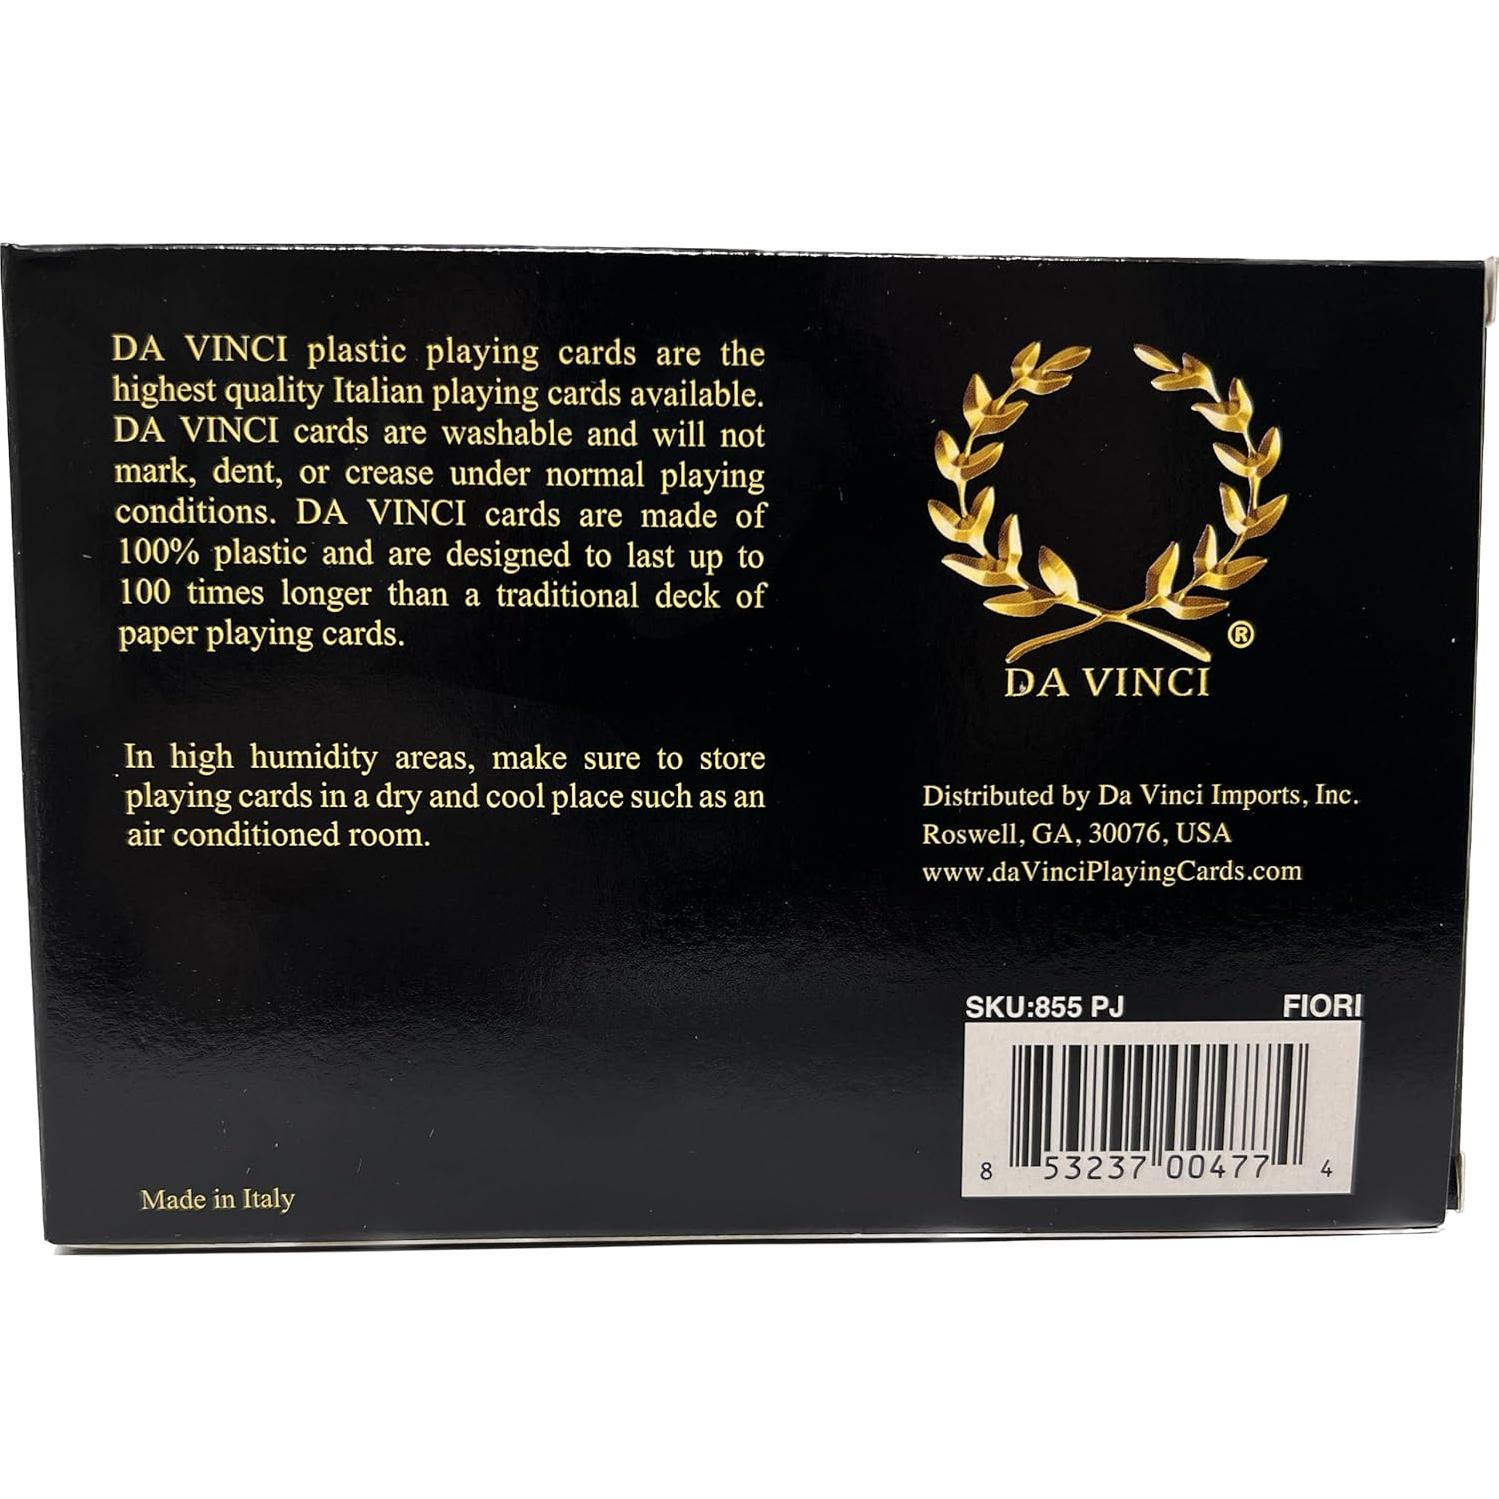 DA VINCI plastic playing cards are the
highest quality Italian playing cards available.
DA VINCI cards are washable and will not
mark, dent, or crease under normal playing
conditions. DA VINCI cards are made of
100% plastic and are designed to last up to
100 times longer than a traditional deck of
paper playing cards.
In high humidity areas, make sure to store
playing cards in a dry and cool place such as an
air conditioned room.
Made in Italy
®
DA VINCI
Distributed by Da Vinci Imports, Inc.
Roswell, GA, 30076, USA
www.daVinciPlayingCards.com
SKU:855 PJ FIORI
8 53237 00477 4